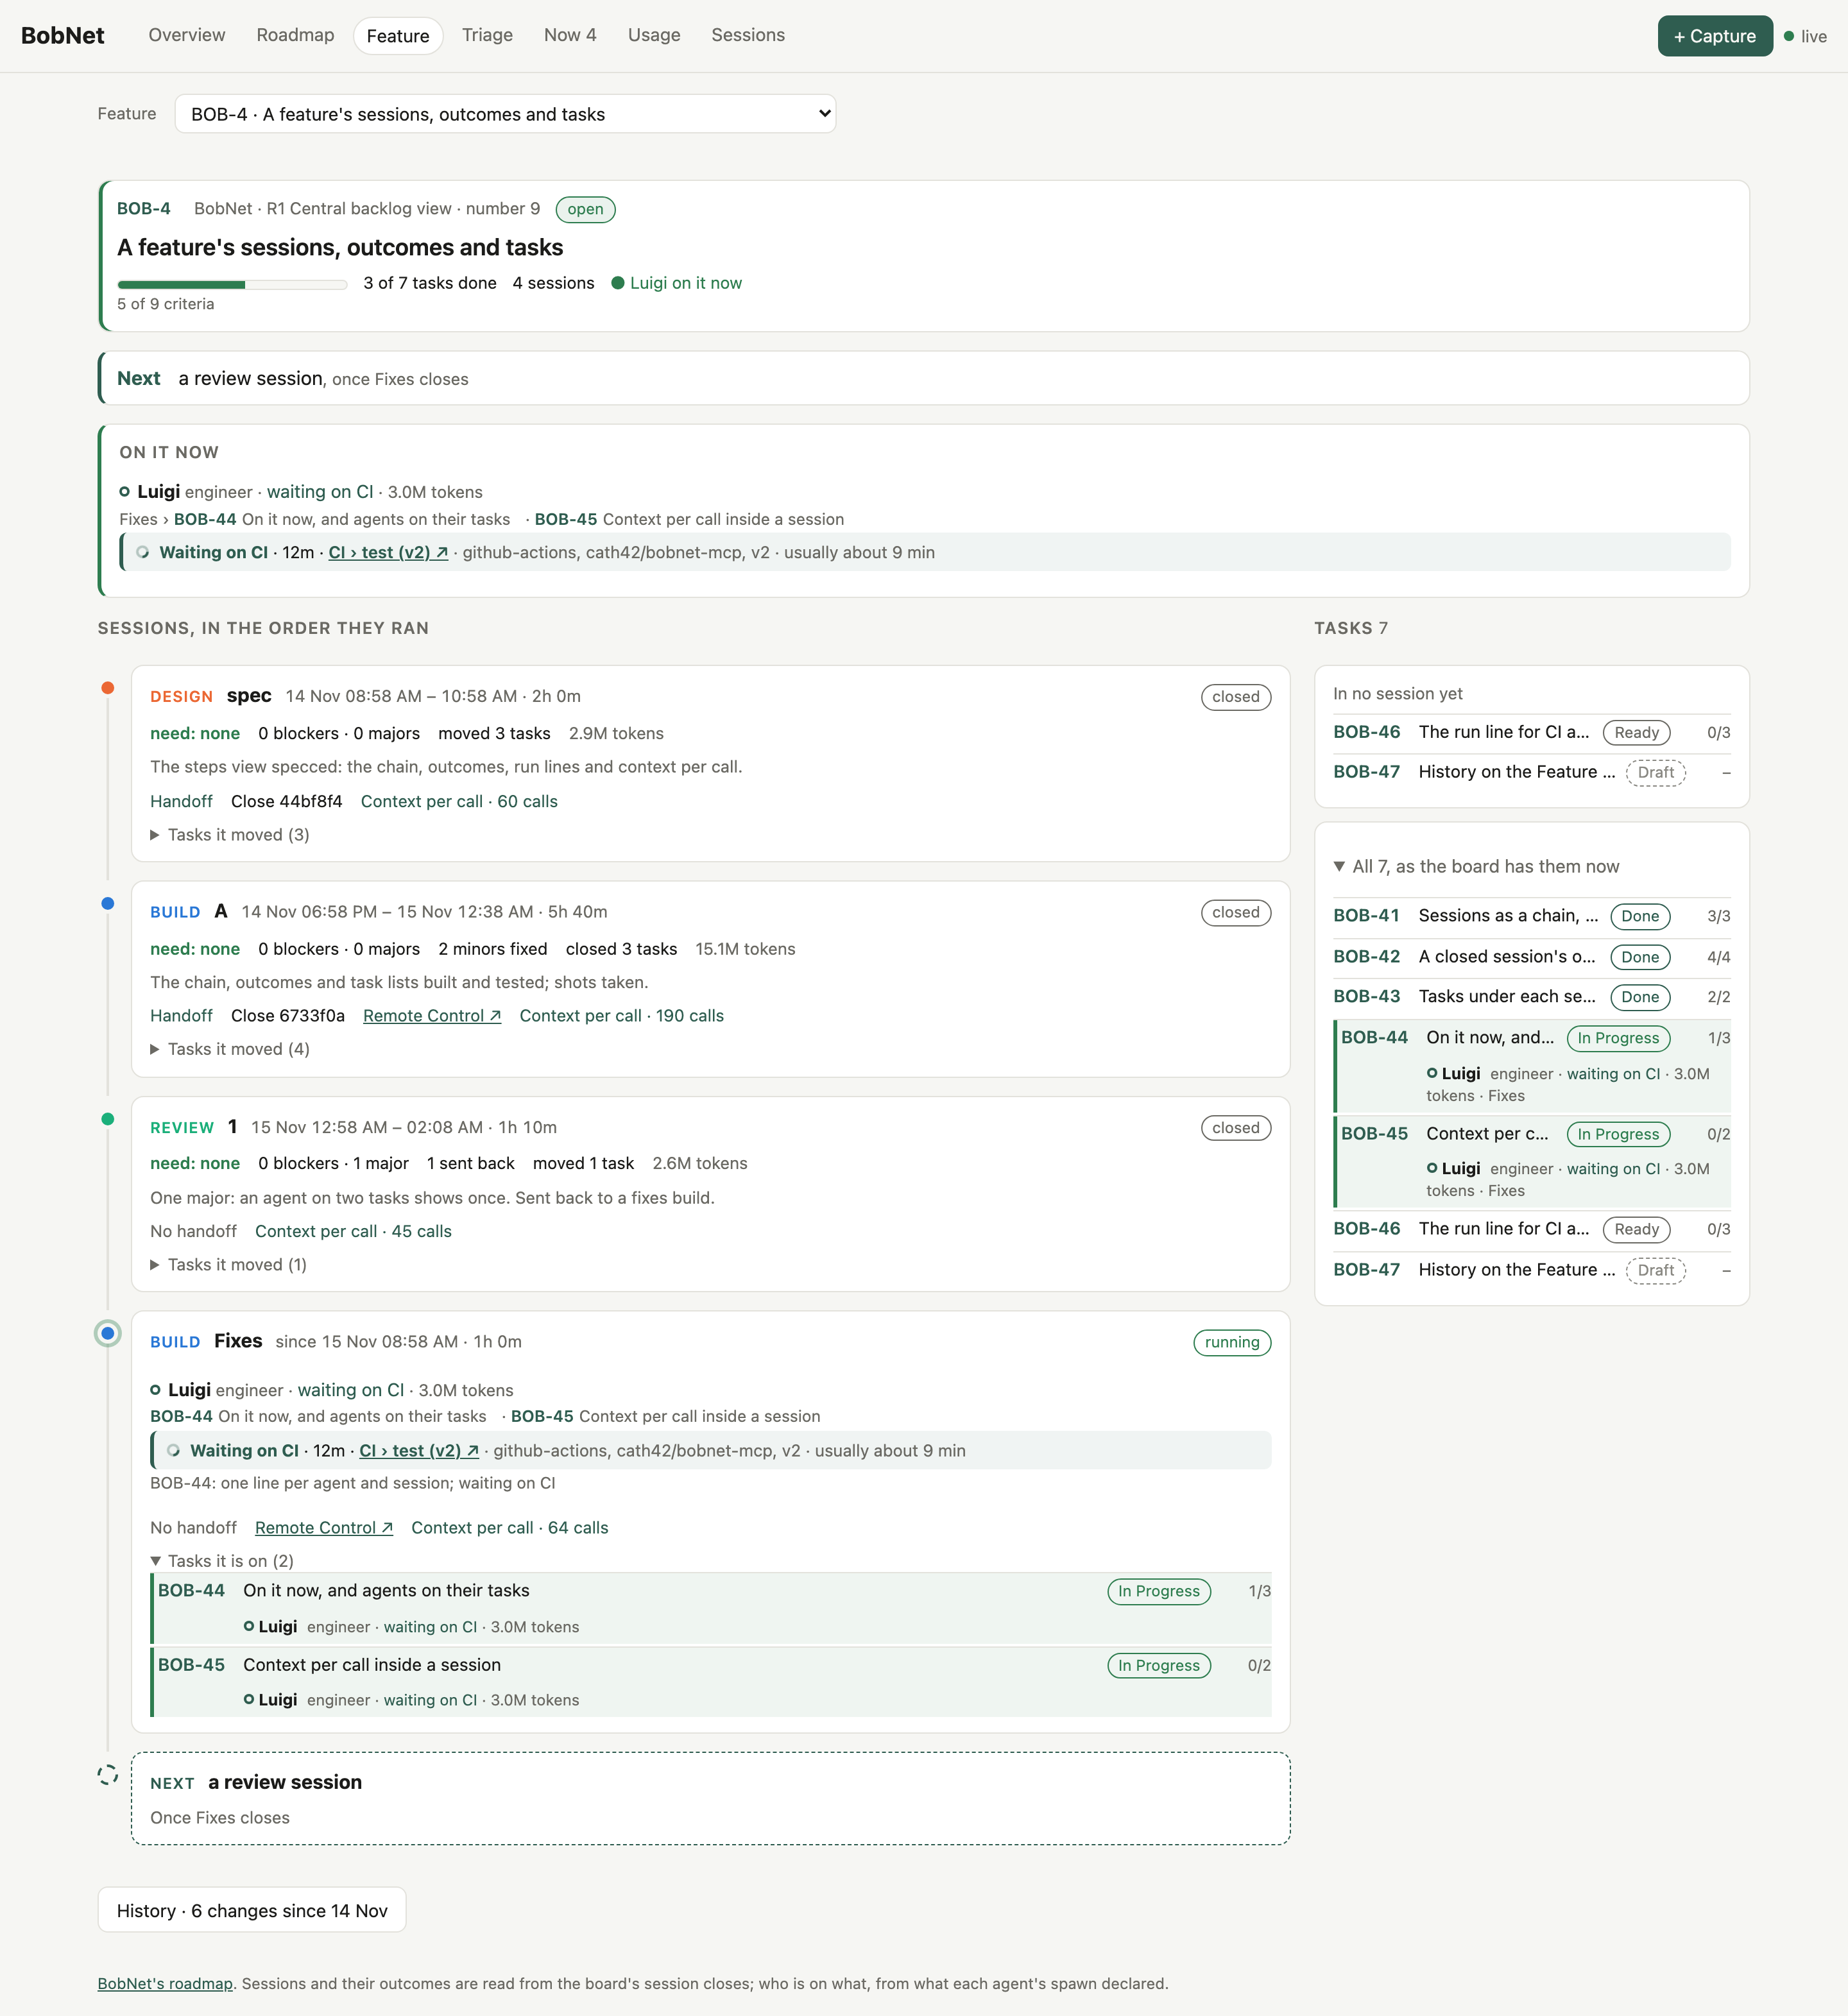 BobNet Overview Roadmap Feature Triage Now 4 Usage Sessions + Capture live
Feature BOB-4 · A feature's sessions, outcomes and tasks
BOB-4 BobNet · R1 Central backlog view · number 9 open
A feature's sessions, outcomes and tasks
3 of 7 tasks done 4 sessions Luigi on it now
5 of 9 criteria
Next a review session, once Fixes closes
ON IT NOW
Luigi engineer · waiting on CI · 3.0M tokens
Fixes › BOB-44 On it now, and agents on their tasks · BOB-45 Context per call inside a session
Waiting on CI · 12m · CI › test (v2) ↗ · github-actions, cath42/bobnet-mcp, v2 · usually about 9 min
SESSIONS, IN THE ORDER THEY RAN
DESIGN spec 14 Nov 08:58 AM – 10:58 AM · 2h 0m closed
need: none 0 blockers · 0 majors moved 3 tasks 2.9M tokens
The steps view specced: the chain, outcomes, run lines and context per call.
Handoff Close 44bf8f4 Context per call · 60 calls
▶ Tasks it moved (3)
BUILD A 14 Nov 06:58 PM – 15 Nov 12:38 AM · 5h 40m closed
need: none 0 blockers · 0 majors 2 minors fixed closed 3 tasks 15.1M tokens
The chain, outcomes and task lists built and tested; shots taken.
Handoff Close 6733f0a Remote Control ↗ Context per call · 190 calls
▶ Tasks it moved (4)
REVIEW 1 15 Nov 12:58 AM – 02:08 AM · 1h 10m closed
need: none 0 blockers · 1 major 1 sent back moved 1 task 2.6M tokens
One major: an agent on two tasks shows once. Sent back to a fixes build.
No handoff Context per call · 45 calls
▶ Tasks it moved (1)
BUILD Fixes since 15 Nov 08:58 AM · 1h 0m running
Luigi engineer · waiting on CI · 3.0M tokens
BOB-44 On it now, and agents on their tasks · BOB-45 Context per call inside a session
Waiting on CI · 12m · CI › test (v2) ↗ · github-actions, cath42/bobnet-mcp, v2 · usually about 9 min
BOB-44: one line per agent and session; waiting on CI
No handoff Remote Control ↗ Context per call · 64 calls
▼ Tasks it is on (2)
BOB-44 On it now, and agents on their tasks In Progress 1/3
Luigi engineer · waiting on CI · 3.0M tokens
BOB-45 Context per call inside a session In Progress 0/2
Luigi engineer · waiting on CI · 3.0M tokens
NEXT a review session
Once Fixes closes
TASKS 7
In no session yet
BOB-46 The run line for CI a... Ready 0/3
BOB-47 History on the Feature ... Draft –
▼ All 7, as the board has them now
BOB-41 Sessions as a chain, ... Done 3/3
BOB-42 A closed session's o... Done 4/4
BOB-43 Tasks under each se... Done 2/2
BOB-44 On it now, and... In Progress 1/3
Luigi engineer · waiting on CI · 3.0M
tokens · Fixes
BOB-45 Context per c... In Progress 0/2
Luigi engineer · waiting on CI · 3.0M
tokens · Fixes
BOB-46 The run line for CI a... Ready 0/3
BOB-47 History on the Feature ... Draft –
History · 6 changes since 14 Nov
BobNet's roadmap. Sessions and their outcomes are read from the board's session closes; who is on what, from what each agent's spawn declared.